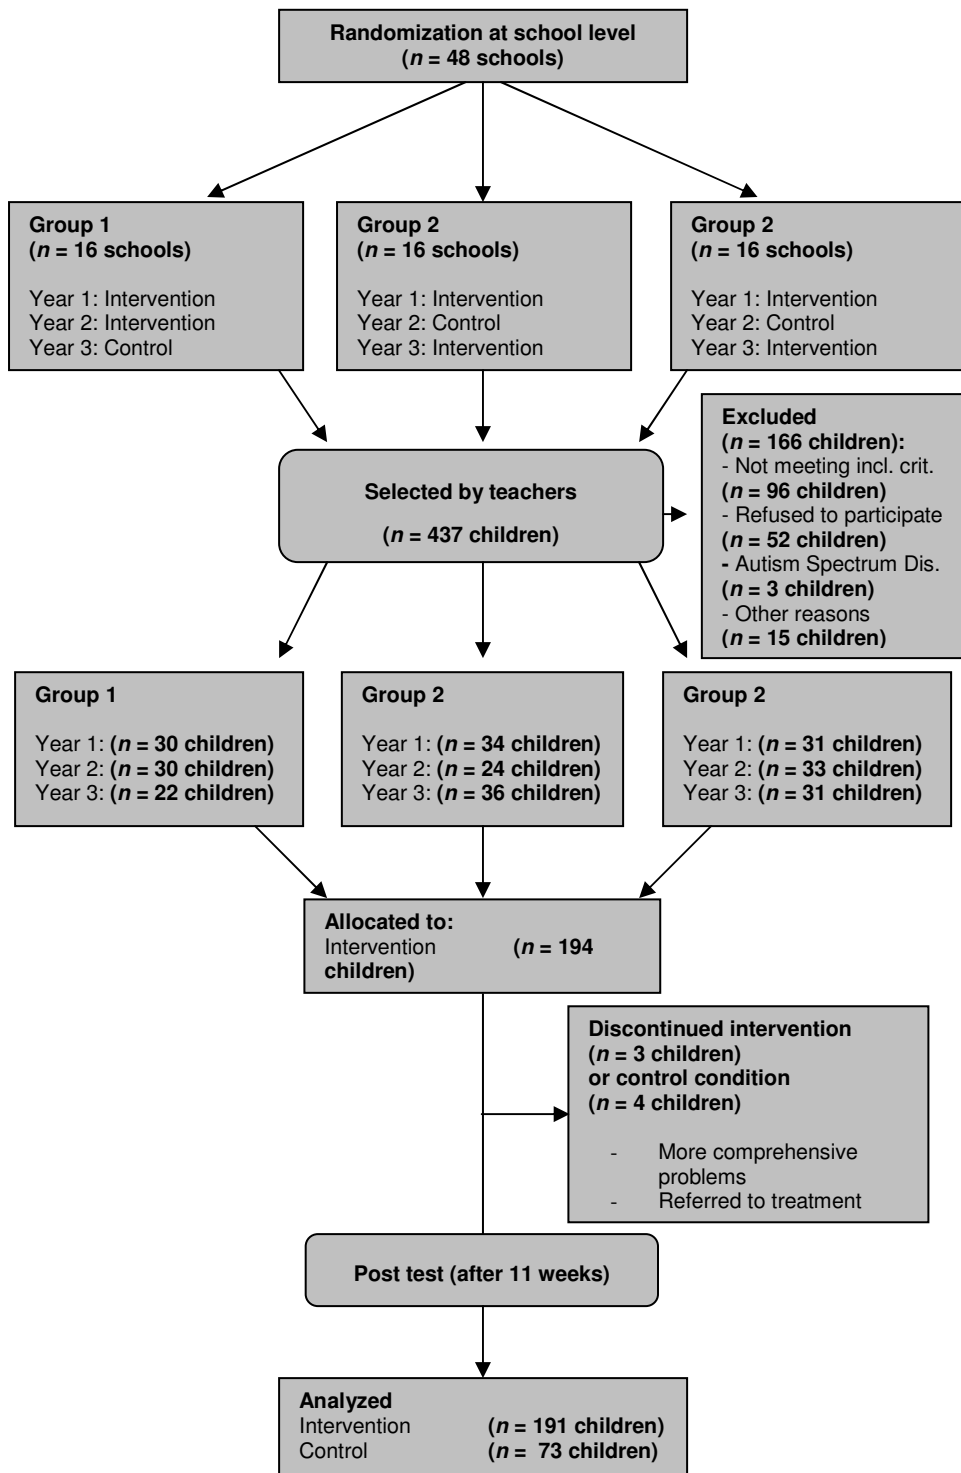 Randomization at school level
(n = 48 schools)
Group 1
(n = 16 schools)
Year 1: Intervention
Year 2: Intervention
Year 3: Control
Group 2
(n = 16 schools)
Year 1: Intervention
Year 2: Control
Year 3: Intervention
Group 2
(n = 16 schools)
Year 1: Intervention
Year 2: Control
Year 3: Intervention
Selected by teachers
(n = 437 children)
Excluded
(n = 166 children):
- Not meeting incl. crit.
(n = 96 children)
- Refused to participate
(n = 52 children)
- Autism Spectrum Dis.
(n = 3 children)
- Other reasons
(n = 15 children)
Group 1
Year 1: (n = 30 children)
Year 2: (n = 30 children)
Year 3: (n = 22 children)
Group 2
Year 1: (n = 34 children)
Year 2: (n = 24 children)
Year 3: (n = 36 children)
Group 2
Year 1: (n = 31 children)
Year 2: (n = 33 children)
Year 3: (n = 31 children)
Allocated to:
Intervention (n = 194
children)
Discontinued intervention
(n = 3 children)
or control condition
(n = 4 children)
- More comprehensive
problems
- Referred to treatment
Post test (after 11 weeks)
Analyzed
Intervention (n = 191 children)
Control (n = 73 children)